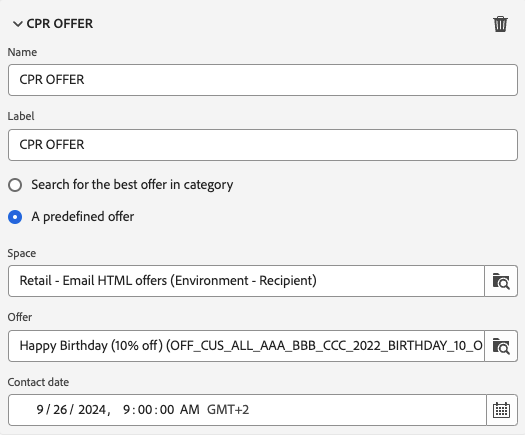 CPR OFFER
Name
CPR OFFER
Label
CPR OFFER
Search for the best offer in category
A predefined offer
Space
Retail - Email HTML offers (Environment - Recipient)
Offer
Happy Birthday (10% off) (OFF_CUS_ALL_AAA_BBB_CCC_2022_BIRTHDAY_10_O
Contact date
9/26/2024, 9:00:00 AM GMT+2